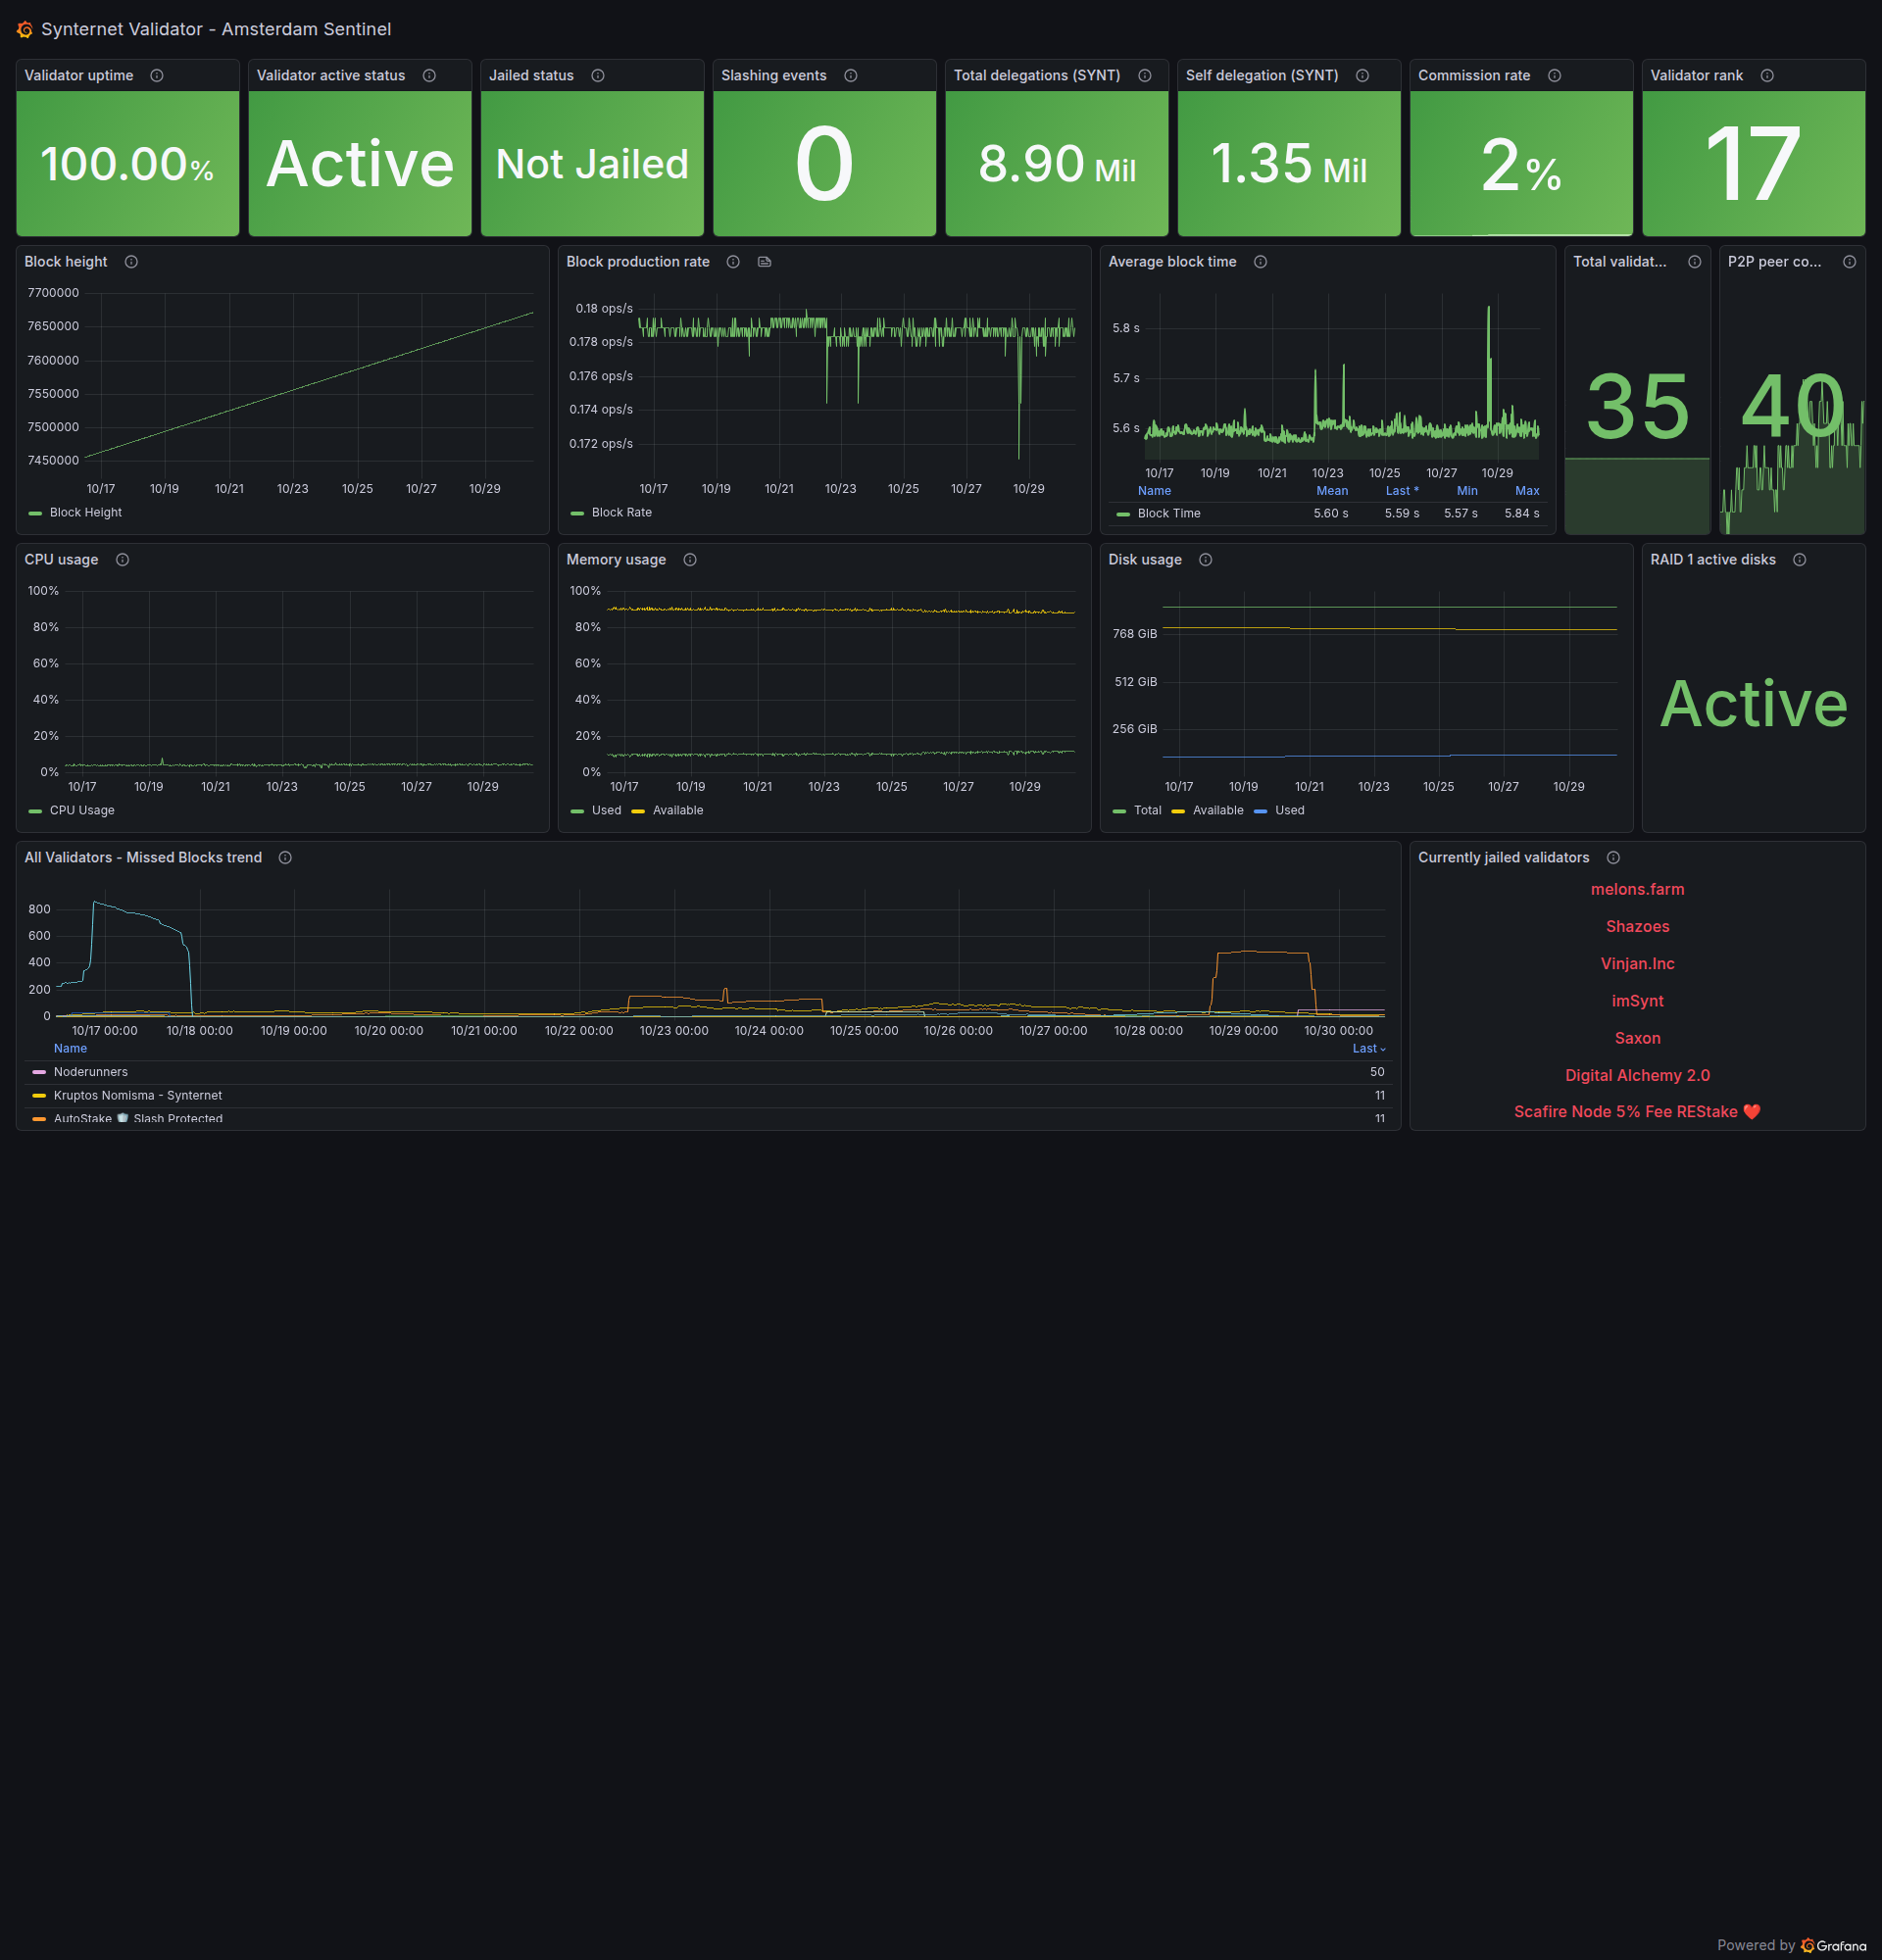 Synternet Validator - Amsterdam Sentinel
Validator uptime
100.00%
Validator active status
Active
Jailed status
Not Jailed
Slashing events
0
Total delegations (SYNT)
8.90 Mil
Self delegation (SYNT)
1.35 Mil
Commission rate
2%
Validator rank
17
Block height
7700000
7650000
7600000
7550000
7500000
7450000
10/17 10/19 10/21 10/23 10/25 10/27 10/29
Block Height
Block production rate
0.18 ops/s
0.178 ops/s
0.176 ops/s
0.174 ops/s
0.172 ops/s
10/17 10/19 10/21 10/23 10/25 10/27 10/29
Block Rate
Average block time
5.8 s
5.7 s
5.6 s
10/17 10/19 10/21 10/23 10/25 10/27 10/29
Name Mean Last * Min Max
Block TIme 5.60 s 5.59 s 5.57 s 5.84 s
Total validat...
35
P2P peer co...
40
CPU usage
100%
80%
60%
40%
20%
0%
10/17 10/19 10/21 10/23 10/25 10/27 10/29
CPU Usage
Memory usage
100%
80%
60%
40%
20%
0%
10/17 10/19 10/21 10/23 10/25 10/27 10/29
Used Available
Disk usage
768 GiB
512 GiB
256 GiB
10/17 10/19 10/21 10/23 10/25 10/27 10/29
Total Available Used
RAID 1 active disks
Active
All Validators - Missed Blocks trend
800
600
400
200
0
10/17 00:00 10/18 00:00 10/19 00:00 10/20 00:00 10/21 00:00 10/22 00:00 10/23 00:00 10/24 00:00 10/25 00:00 10/26 00:00 10/27 00:00 10/28 00:00 10/29 00:00 10/30 00:00
Name Last
Noderunners 50
Kruptos Nomisma - Synternet 11
AutoStake 🛡️ Slash Protected 11
Currently jailed validators
melons.farm
Shazoes
Vinjan.Inc
imSynt
Saxon
Digital Alchemy 2.0
Scafire Node 5% Fee REStake ❤️
Powered by Grafana